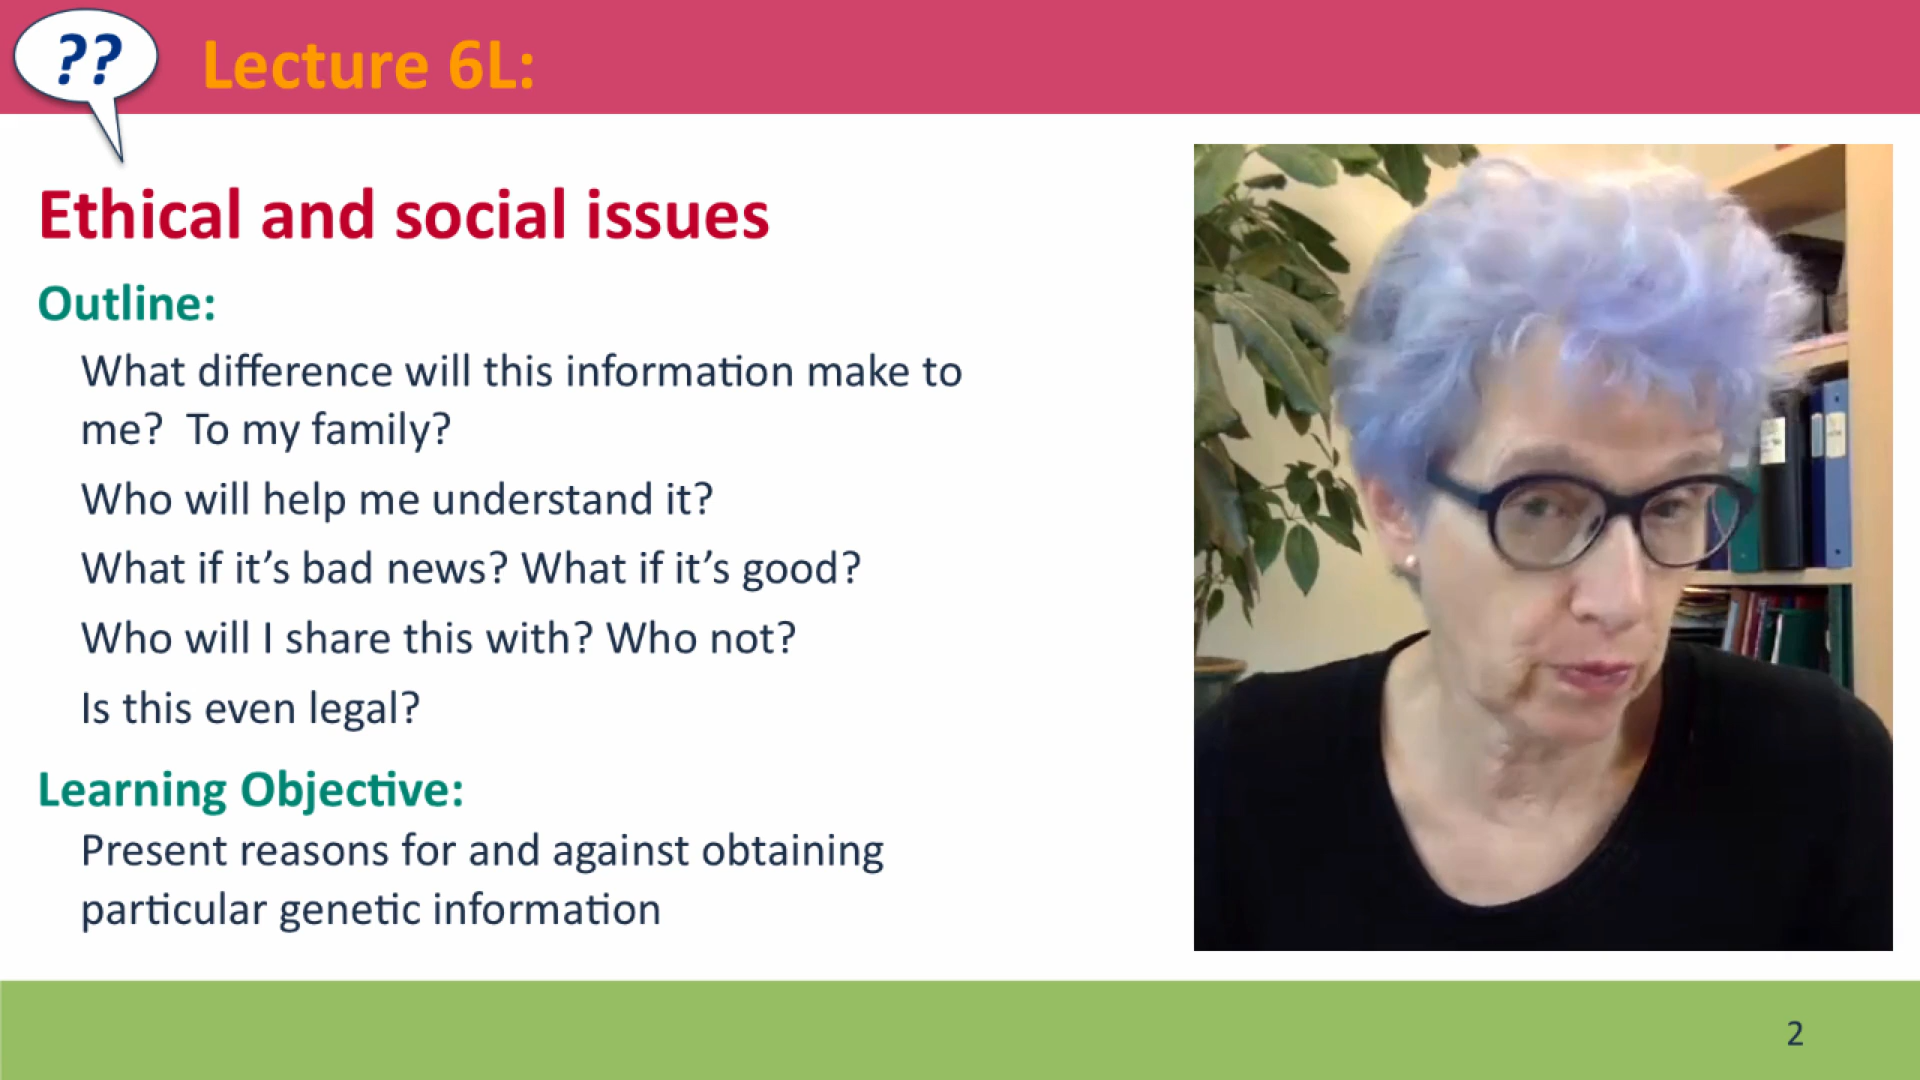 ??
Lecture 6L:
Ethical and social issues
Outline:
What difference will this information make to
me?  To my family?
Who will help me understand it?
What if it’s bad news? What if it’s good?
Who will I share this with? Who not?
Is this even legal?
Learning Objective:
Present reasons for and against obtaining
particular genetic information
2